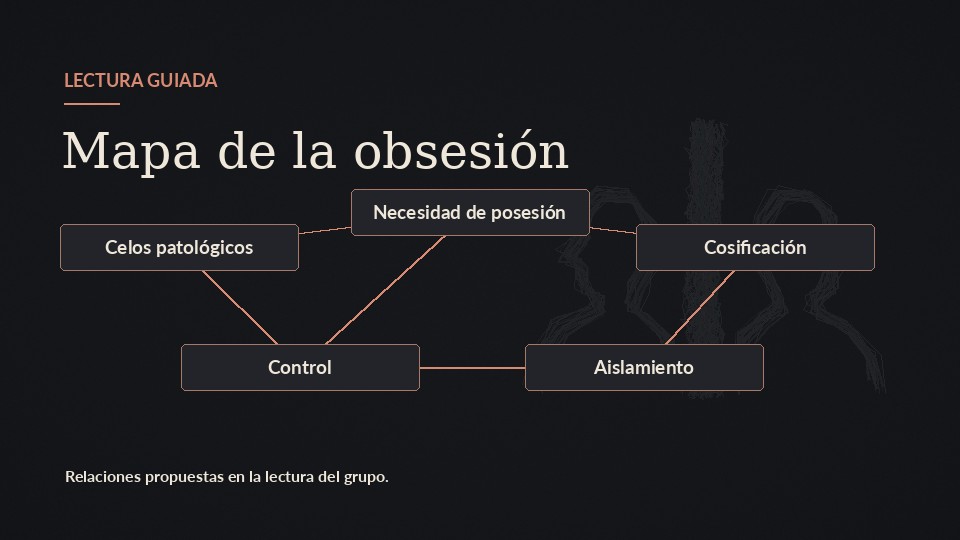 LECTURA GUIADA
Mapa de la obsesión
Necesidad de posesión
Celos patológicos
Cosificación
Control
Aislamiento
Relaciones propuestas en la lectura del grupo.